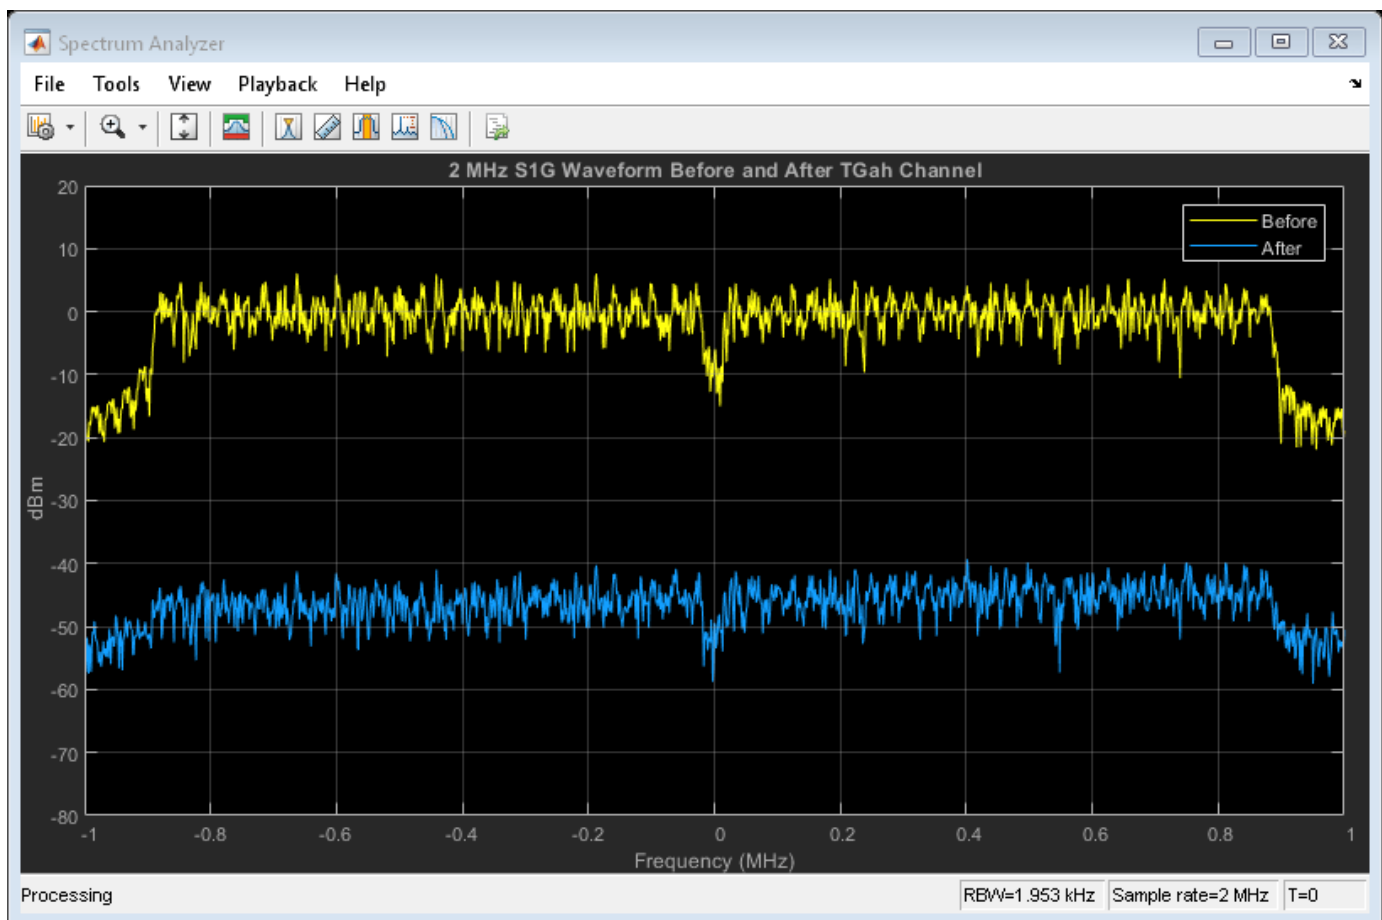 Spectrum Analyzer
File Tools View Playback Help
2 MHz S1G Waveform Before and After TGah Channel
Before
After
20
10
0
-10
-20
-30
-40
-50
-60
-70
-80
dBm
-1 -0.8 -0.6 -0.4 -0.2 0 0.2 0.4 0.6 0.8 1
Frequency (MHz)
Processing RBW=1.953 kHz Sample rate=2 MHz T=0